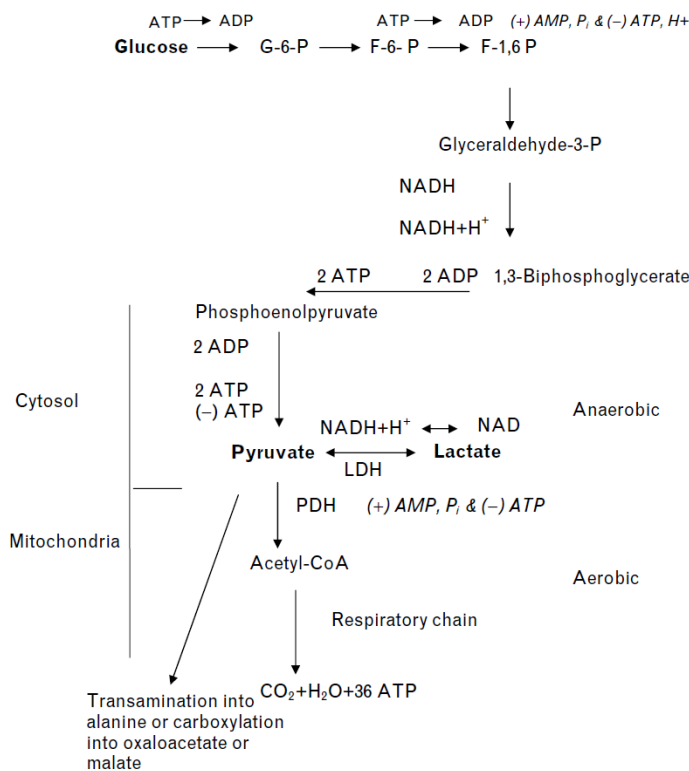 ATP ADP ATP ADP (+) AMP, Pi & (–) ATP, H+
Glucose G-6-P F-6- P F-1,6 P
Glyceraldehyde-3-P
NADH
NADH+H+
2 ATP 2 ADP 1,3-Biphosphoglycerate
Phosphoenolpyruvate
2 ADP
2 ATP
Cytosol
(–) ATP
Anaerobic
NADH+H+ NAD
Pyruvate Lactate
LDH
PDH (+) AMP, Pi & (–) ATP
Mitochondria
Acetyl-CoA
Aerobic
Respiratory chain
CO2+H2O+36 ATP
Transamination into
alanine or carboxylation
into oxaloacetate or
malate